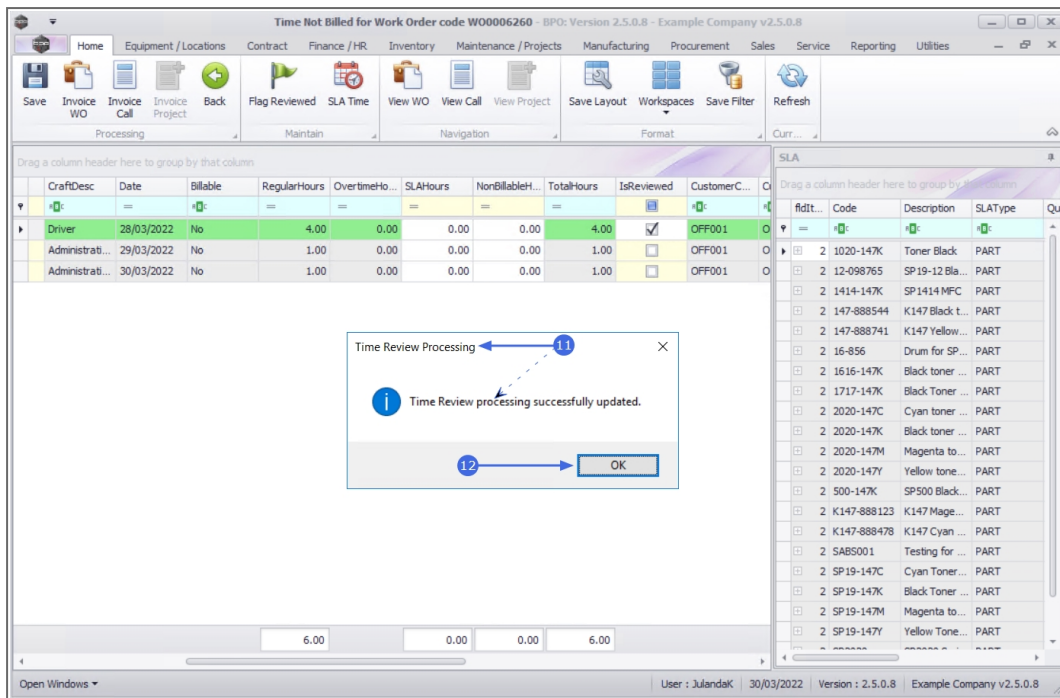 Time Not Billed for Work Order code WO0006260 - BPO: Version 2.5.0.8 - Example Company v2.5.0.8
Home Equipment / Locations Contract Finance / HR Inventory Maintenance / Projects Manufacturing Procurement Sales Service Reporting Utilities
Save Invoice WO Invoice Call Invoice Project Back Flag Reviewed SLA Time View WO View Call View Project Save Layout Workspaces Save Filter Refresh
Processing Maintain Navigation Format Curr...
Drag a column header here to group by that column
CraftDesc Date Billable RegularHours OvertimeHo... SLAHours NonBillableH... TotalHours IsReviewed CustomerC...
Driver 28/03/2022 No 4.00 0.00 0.00 0.00 4.00 OFF001
Administrati... 29/03/2022 No 1.00 0.00 0.00 0.00 1.00 OFF001
Administrati... 30/03/2022 No 1.00 0.00 0.00 0.00 1.00 OFF001
6.00 0.00 0.00 6.00
SLA
Drag a column header here to group by that column
fldIt... Code Description SLAType Qu
2 1020-147K Toner Black PART
2 12-098765 SP19-12 Bla... PART
2 1414-147K SP1414 MFC PART
2 147-888544 K147 Black t... PART
2 147-888741 K147 Yellow... PART
2 16-856 Drum for SP... PART
2 1616-147K Black toner ... PART
2 1717-147K Black Toner ... PART
2 2020-147C Cyan toner ... PART
2 2020-147K Black toner ... PART
2 2020-147M Magenta to... PART
2 2020-147Y Yellow tone... PART
2 500-147K SP500 Black... PART
2 K147-888123 K147 Mage... PART
2 K147-888478 K147 Cyan ... PART
2 SABS001 Testing for ... PART
2 SP19-147C Cyan Toner... PART
2 SP19-147K Black Toner ... PART
2 SP19-147M Magenta to... PART
2 SP19-147Y Yellow Tone... PART
Time Review Processing 11
Time Review processing successfully updated.
12 OK
Open Windows User : JulandaK 30/03/2022 Version : 2.5.0.8 Example Company v2.5.0.8